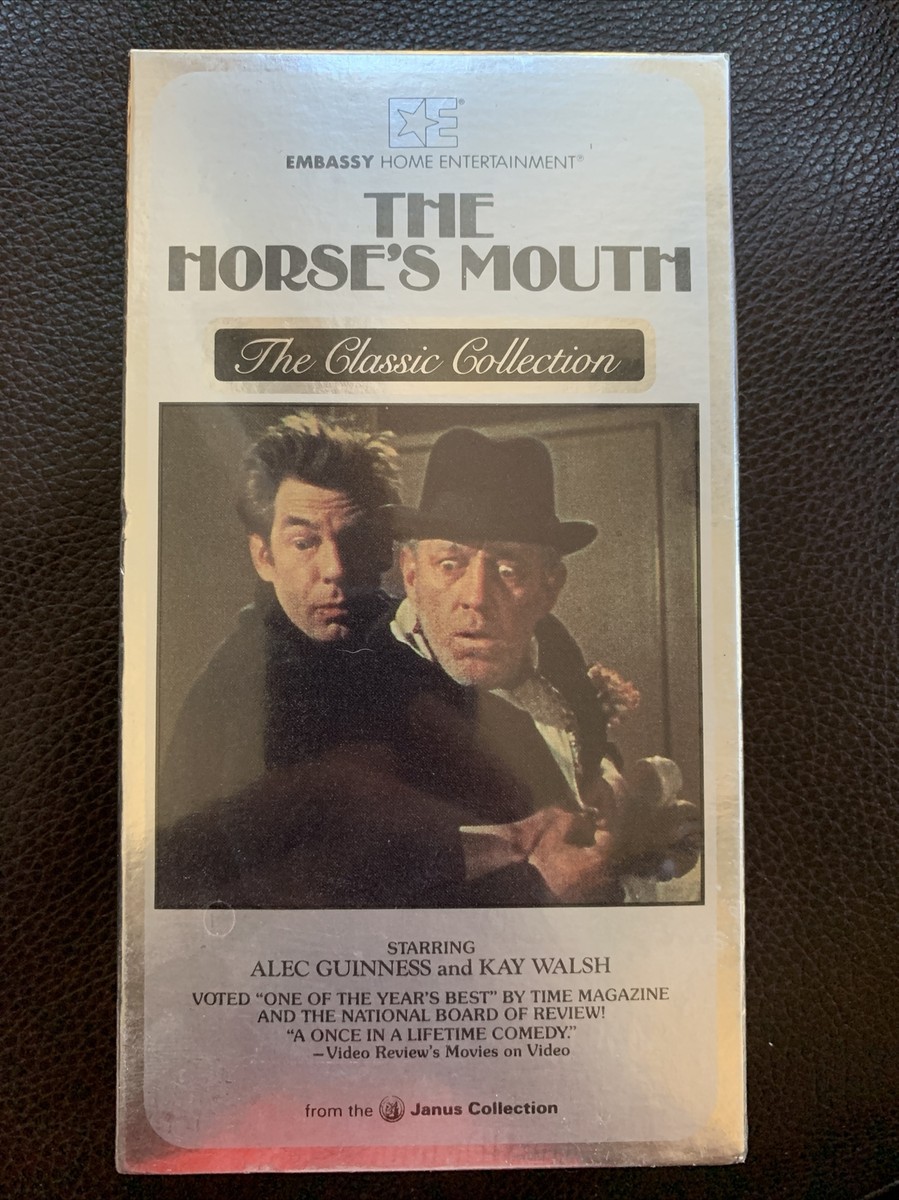 E®
EMBASSY HOME ENTERTAINMENT®
THE
HORSE'S MOUTH
The Classic Collection
STARRING
ALEC GUINNESS and KAY WALSH
VOTED "ONE OF THE YEAR'S BEST" BY TIME MAGAZINE
AND THE NATIONAL BOARD OF REVIEW!
"A ONCE IN A LIFETIME COMEDY."
–Video Review's Movies on Video
from the Janus Collection